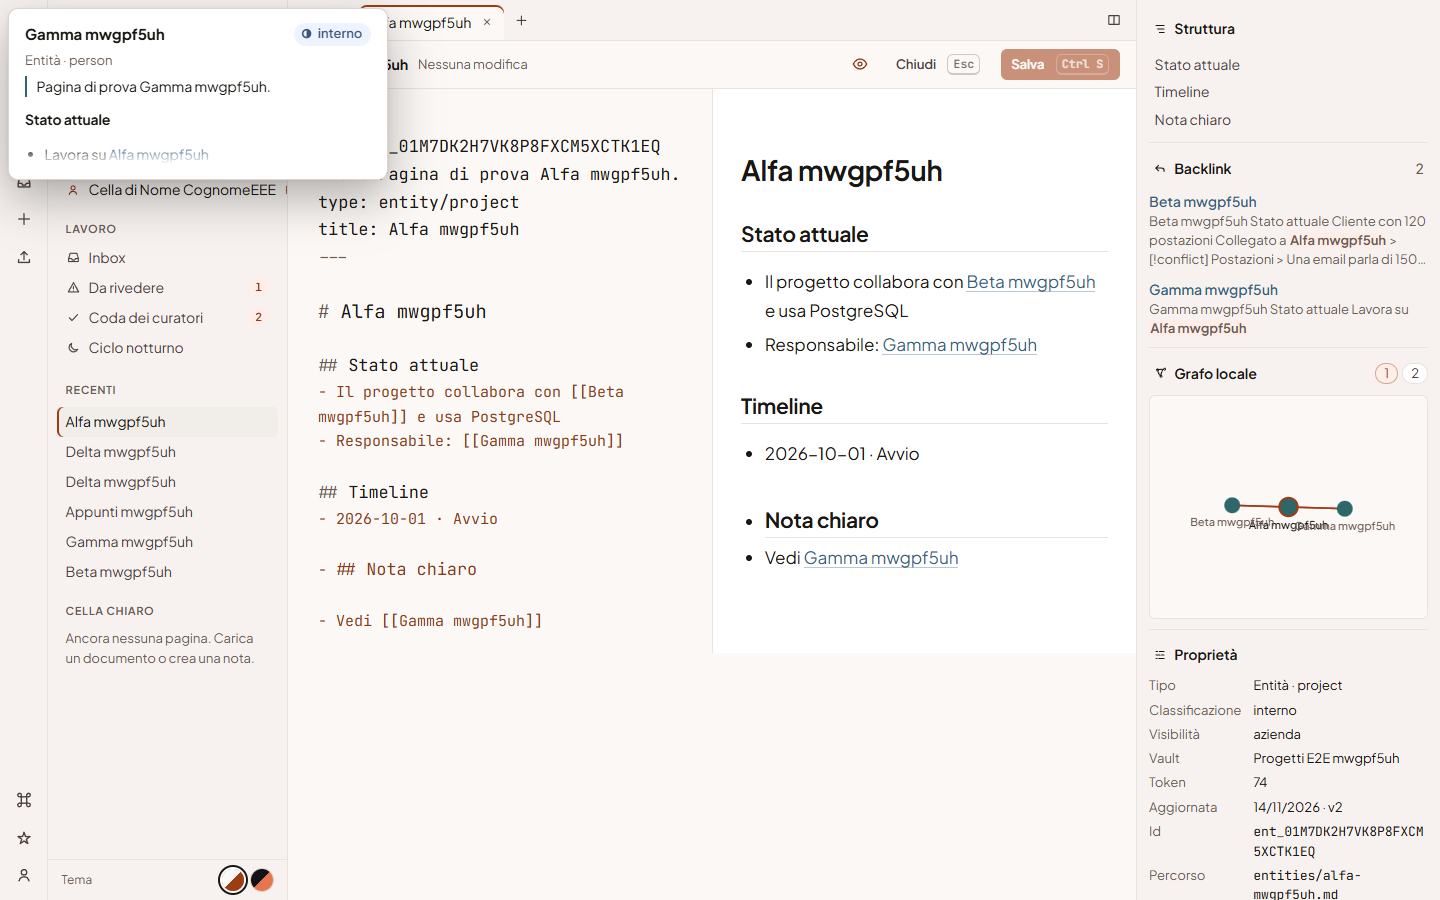 Gamma mwgpf5uh
interno
Entità · person
Pagina di prova Gamma mwgpf5uh.
Stato attuale
• Lavora su Alfa mwgpf5uh
Cella di Nome CognomeEEE
LAVORO
Inbox
Da rivedere 1
Coda dei curatori 2
Ciclo notturno
RECENTI
Alfa mwgpf5uh
Delta mwgpf5uh
Delta mwgpf5uh
Appunti mwgpf5uh
Gamma mwgpf5uh
Beta mwgpf5uh
CELLA CHIARO
Ancora nessuna pagina. Carica
un documento o crea una nota.
Tema
fa mwgpf5uh × +
5uh Nessuna modifica
Chiudi Esc
Salva Ctrl S
_01M7DK2H7VK8P8FXCM5XCTK1EQ
agina di prova Alfa mwgpf5uh.
type: entity/project
title: Alfa mwgpf5uh
---
# Alfa mwgpf5uh
## Stato attuale
- Il progetto collabora con [[Beta
mwgpf5uh]] e usa PostgreSQL
- Responsabile: [[Gamma mwgpf5uh]]
## Timeline
- 2026-10-01 · Avvio
- ## Nota chiaro
- Vedi [[Gamma mwgpf5uh]]
Alfa mwgpf5uh
Stato attuale
• Il progetto collabora con Beta mwgpf5uh
e usa PostgreSQL
• Responsabile: Gamma mwgpf5uh
Timeline
• 2026-10-01 · Avvio
• Nota chiaro
• Vedi Gamma mwgpf5uh
Struttura
Stato attuale
Timeline
Nota chiaro
Backlink 2
Beta mwgpf5uh
Beta mwgpf5uh Stato attuale Cliente con 120
postazioni Collegato a Alfa mwgpf5uh >
[!conflict] Postazioni > Una email parla di 150…
Gamma mwgpf5uh
Gamma mwgpf5uh Stato attuale Lavora su
Alfa mwgpf5uh
Grafo locale 1 2
Beta mwgpf5uh Alfa mwgpf5uh Gamma mwgpf5uh
Proprietà
Tipo Entità · project
Classificazione interno
Visibilità azienda
Vault Progetti E2E mwgpf5uh
Token 74
Aggiornata 14/11/2026 · v2
Id ent_01M7DK2H7VK8P8FXCM
5XCTK1EQ
Percorso entities/alfa-
mwgpf5uh.md